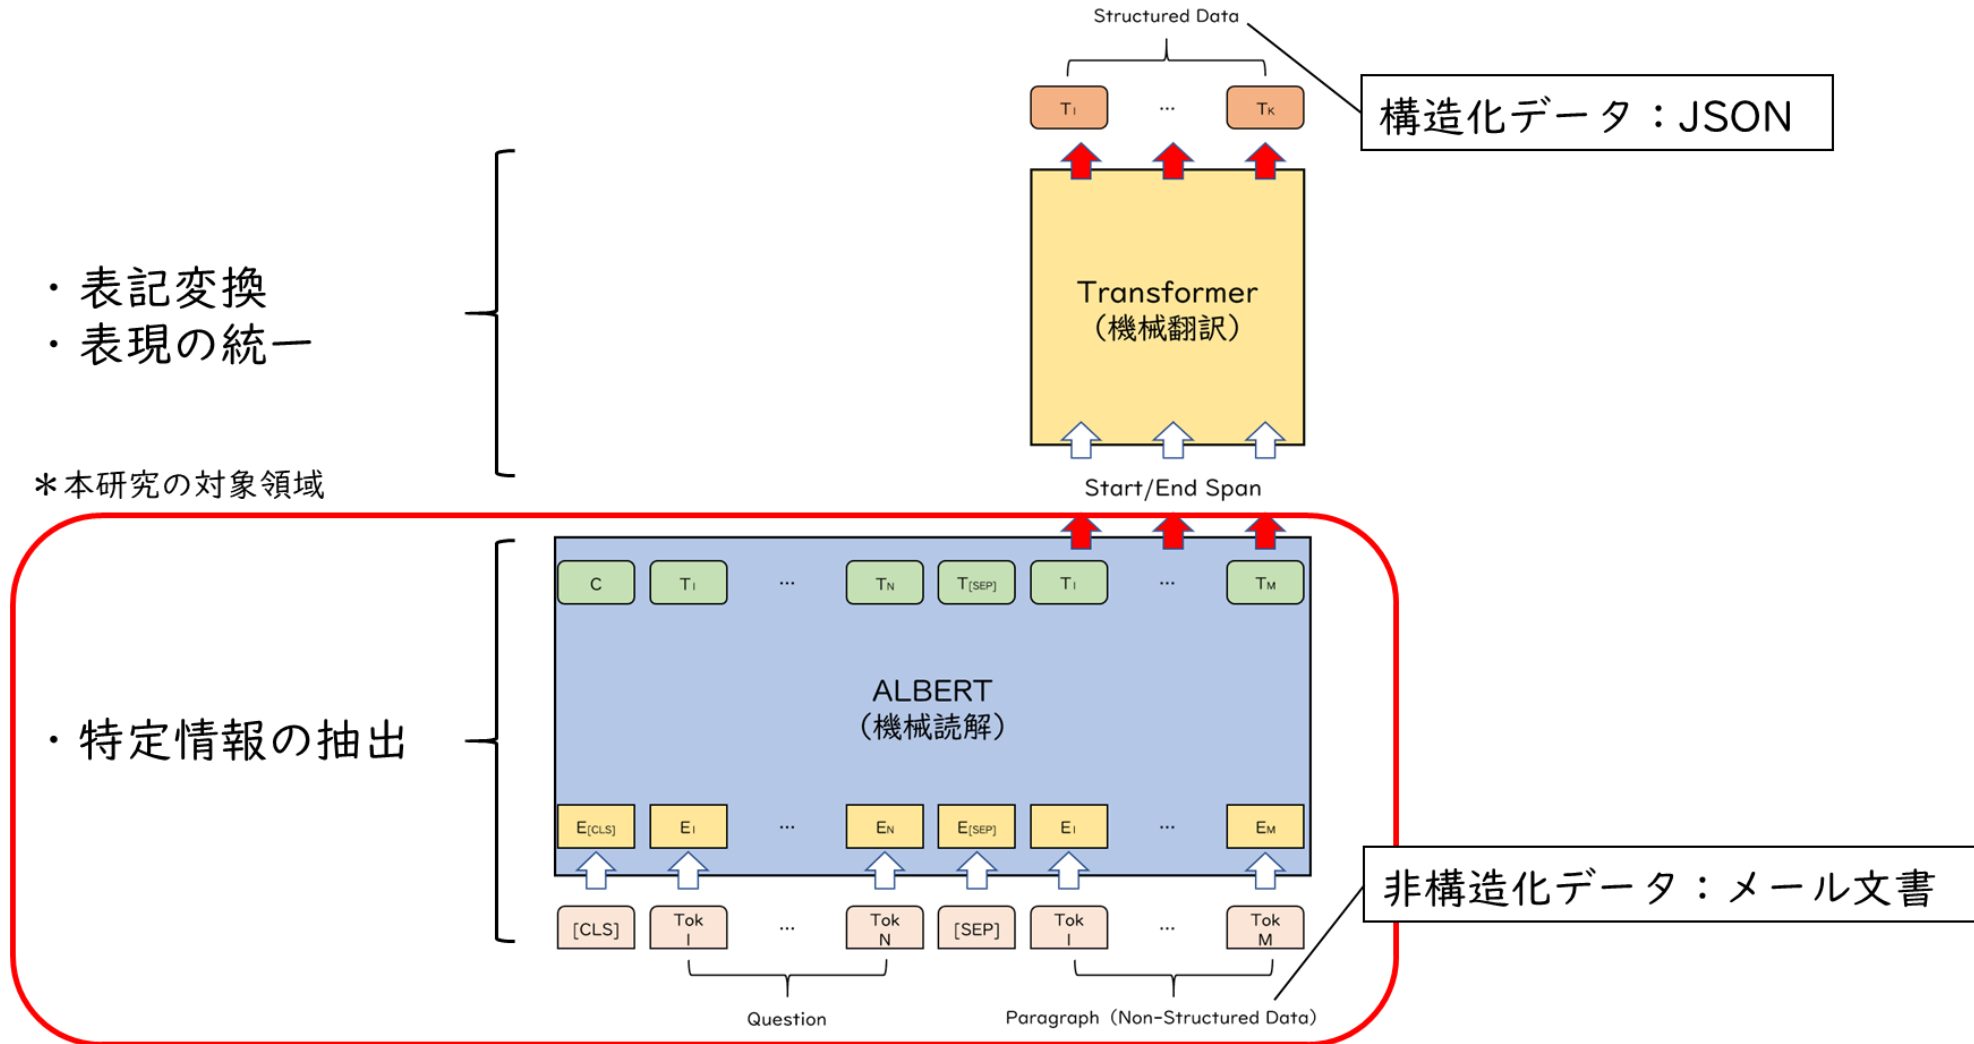 Structured Data
T1 … TK
構造化データ：JSON
・表記変換
・表現の統一
Transformer
（機械翻訳）
＊本研究の対象領域
Start/End Span
C T1 … TN T[SEP] T1 … TM
・特定情報の抽出
ALBERT
（機械読解）
E[CLS] E1 … EN E[SEP] E1 … EM
非構造化データ：メール文書
[CLS] Tok 1 … Tok N [SEP] Tok 1 … Tok M
Question
Paragraph (Non-Structured Data)